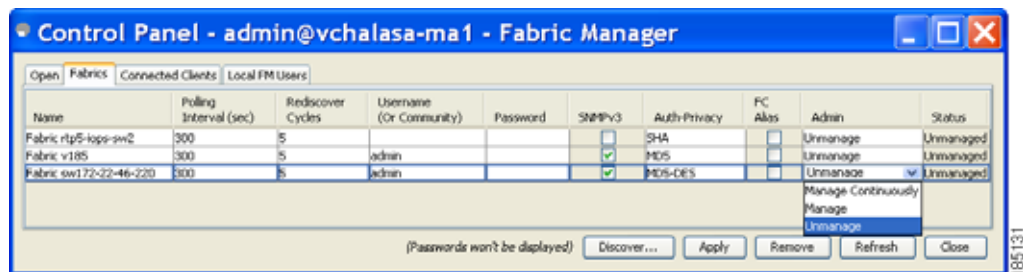 Control Panel - admin@vchalasa-ma1 - Fabric Manager
Open Fabrics Connected Clients Local FM Users
Name Polling Interval (sec) Rediscover Cycles Username (Or Community) Password SNMPv3 Auth-Privacy FC Alias Admin Status
Fabric rtp5-iops-sw2 300 5 SHA Unmanage Unmanaged
Fabric v185 300 5 admin MD5 Unmanage Unmanaged
Fabric sw172-22-46-220 300 5 admin MD5-DES Unmanage Unmanaged
Manage Continuously
Manage
Unmanage
(Passwords won't be displayed) Discover... Apply Remove Refresh Close
85131